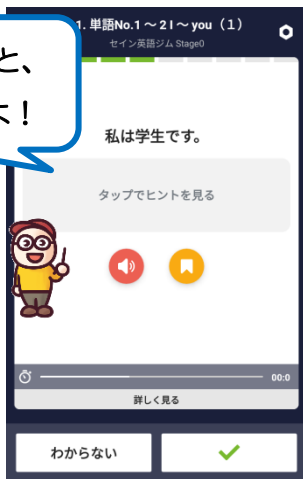 1. 単語No.1 ～ 2 I ～ you（１）
セイン英語ジム Stage0
と、
！
私は学生です。
タップでヒントを見る
00:0
詳しく見る
わからない